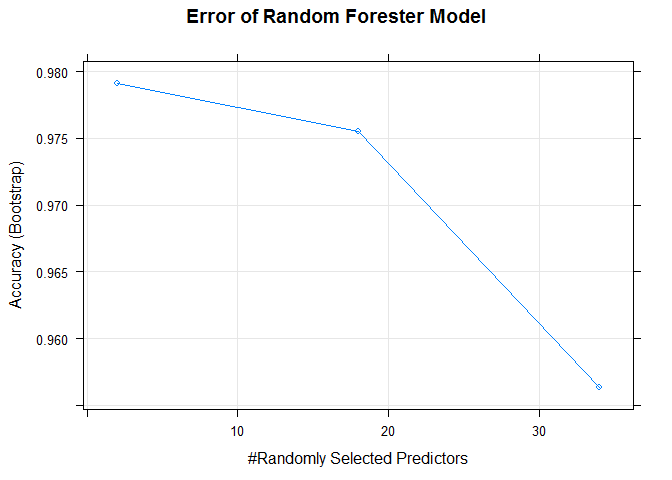 Error of Random Forester Model
Accuracy (Bootstrap)
0.980
0.975
0.970
0.965
0.960
10 20 30
#Randomly Selected Predictors